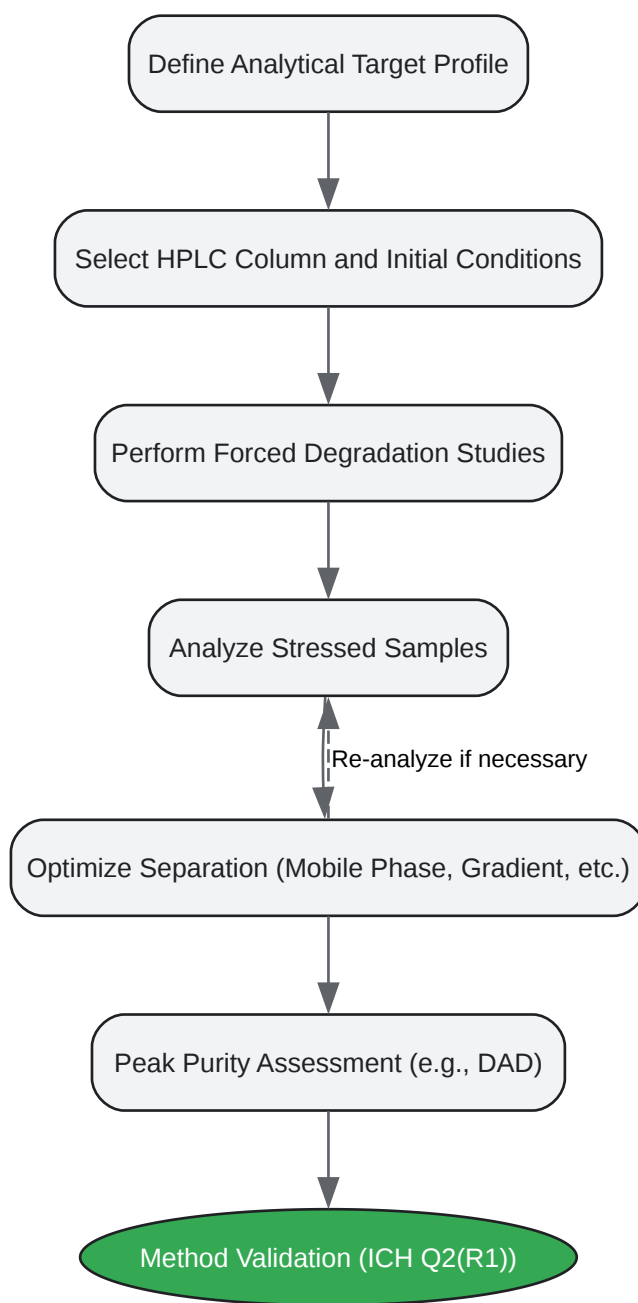 Define Analytical Target Profile
Select HPLC Column and Initial Conditions
Perform Forced Degradation Studies
Analyze Stressed Samples
Re-analyze if necessary
Optimize Separation (Mobile Phase, Gradient, etc.)
Peak Purity Assessment (e.g., DAD)
Method Validation (ICH Q2(R1))